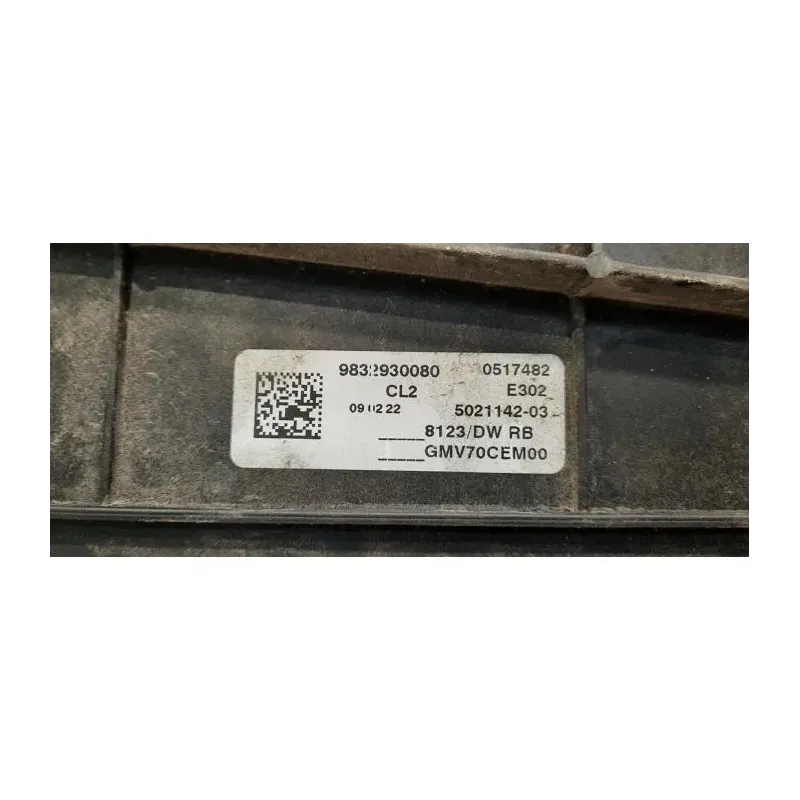 9832930080 0517482
CL2 E302
09 02 22 5021142-03
_____8123/DW RB
_____GMV70CEM00